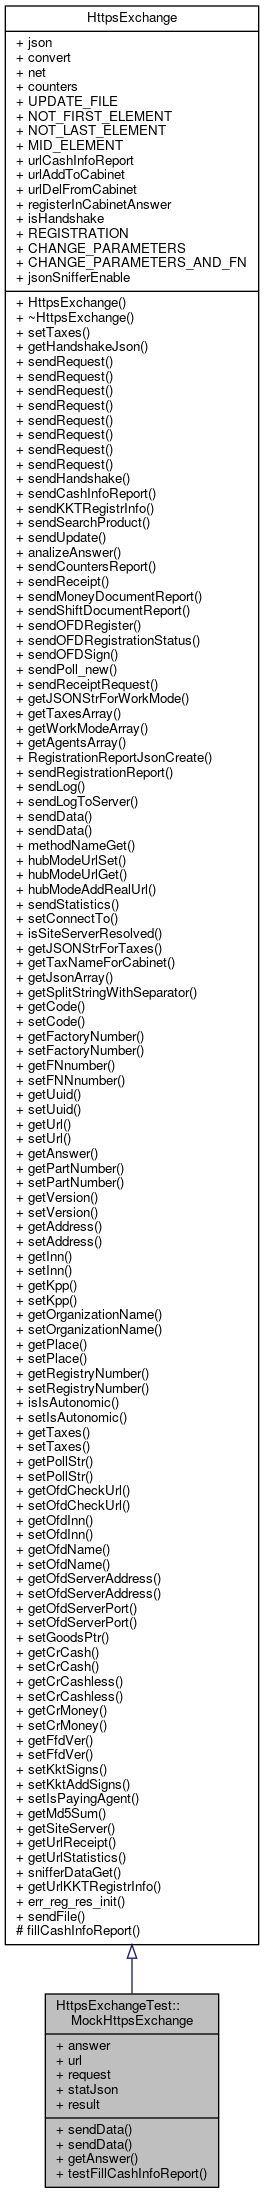 HttpsExchange
+ json
+ convert
+ net
+ counters
+ UPDATE_FILE
+ NOT_FIRST_ELEMENT
+ NOT_LAST_ELEMENT
+ MID_ELEMENT
+ urlCashInfoReport
+ urlAddToCabinet
+ urlDelFromCabinet
+ registerInCabinetAnswer
+ isHandshake
+ REGISTRATION
+ CHANGE_PARAMETERS
+ CHANGE_PARAMETERS_AND_FN
+ jsonSnifferEnable
+ HttpsExchange()
+ ~HttpsExchange()
+ setTaxes()
+ getHandshakeJson()
+ sendRequest()
+ sendRequest()
+ sendRequest()
+ sendRequest()
+ sendRequest()
+ sendRequest()
+ sendRequest()
+ sendRequest()
+ sendHandshake()
+ sendCashInfoReport()
+ sendKKTRegistrInfo()
+ sendSearchProduct()
+ sendUpdate()
+ analizeAnswer()
+ sendCountersReport()
+ sendReceipt()
+ sendMoneyDocumentReport()
+ sendShiftDocumentReport()
+ sendOFDRegister()
+ sendOFDRegistrationStatus()
+ sendOFDSign()
+ sendPoll_new()
+ sendReceiptRequest()
+ getJSONStrForWorkMode()
+ getTaxesArray()
+ getWorkModeArray()
+ getAgentsArray()
+ RegistrationReportJsonCreate()
+ sendRegistrationReport()
+ sendLog()
+ sendLogToServer()
+ sendData()
+ sendData()
+ methodNameGet()
+ hubModeUrlSet()
+ hubModeUrlGet()
+ hubModeAddRealUrl()
+ sendStatistics()
+ setConnectTo()
+ isSiteServerResolved()
+ getJSONStrForTaxes()
+ getTaxNameForCabinet()
+ getJsonArray()
+ getSplitStringWithSeparator()
+ getCode()
+ setCode()
+ getFactoryNumber()
+ setFactoryNumber()
+ getFNnumber()
+ setFNNnumber()
+ getUuid()
+ setUuid()
+ getUrl()
+ setUrl()
+ getAnswer()
+ getPartNumber()
+ setPartNumber()
+ getVersion()
+ setVersion()
+ getAddress()
+ setAddress()
+ getInn()
+ setInn()
+ getKpp()
+ setKpp()
+ getOrganizationName()
+ setOrganizationName()
+ getPlace()
+ setPlace()
+ getRegistryNumber()
+ setRegistryNumber()
+ isIsAutonomic()
+ setIsAutonomic()
+ getTaxes()
+ setTaxes()
+ getPollStr()
+ setPollStr()
+ getOfdCheckUrl()
+ setOfdCheckUrl()
+ getOfdInn()
+ setOfdInn()
+ getOfdName()
+ setOfdName()
+ getOfdServerAddress()
+ setOfdServerAddress()
+ getOfdServerPort()
+ setOfdServerPort()
+ setGoodsPtr()
+ getCrCash()
+ setCrCash()
+ getCrCashless()
+ setCrCashless()
+ getCrMoney()
+ setCrMoney()
+ getFfdVer()
+ setFfdVer()
+ setKktSigns()
+ setKktAddSigns()
+ setIsPayingAgent()
+ getMd5Sum()
+ getSiteServer()
+ getUrlReceipt()
+ getUrlStatistics()
+ snifferDataGet()
+ getUrlKKTRegistrInfo()
+ err_reg_res_init()
+ sendFile()
# fillCashInfoReport()
HttpsExchangeTest::
MockHttpsExchange
+ answer
+ url
+ request
+ statJson
+ result
+ sendData()
+ sendData()
+ getAnswer()
+ testFillCashInfoReport()